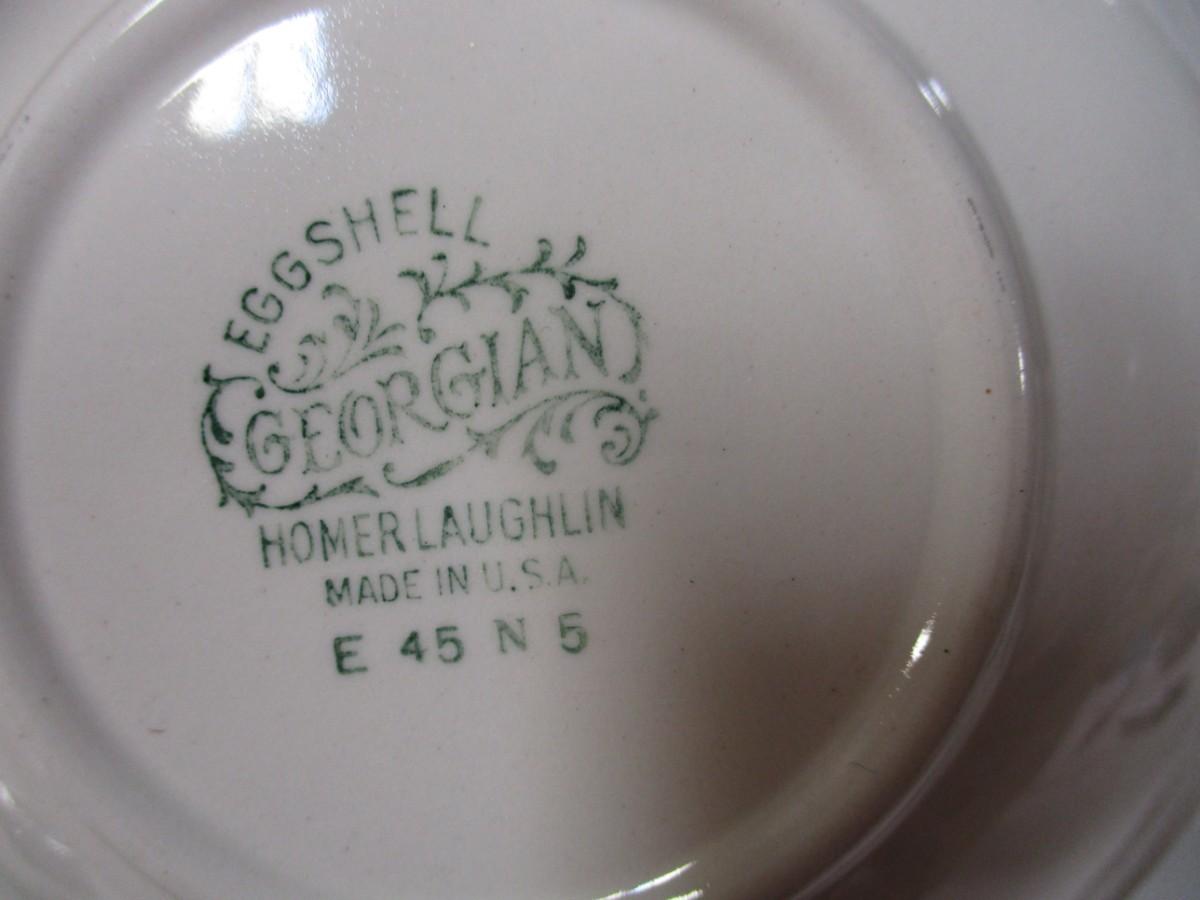 EGGSHELL
GEORGIAN
HOMER LAUGHLIN
MADE IN U.S.A.
E 45 N 5